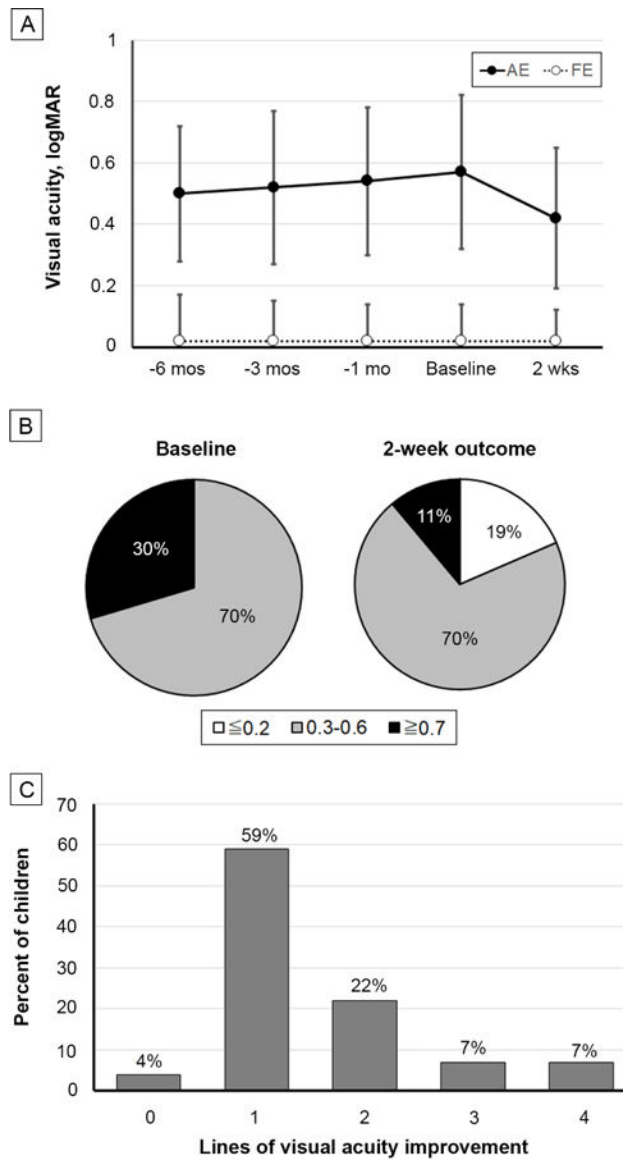 A
Visual acuity, logMAR
1
0.8
0.6
0.4
0.2
0
AE FE
-6 mos -3 mos -1 mo Baseline 2 wks
B
Baseline 2-week outcome
30%
70%
11%
19%
70%
≦0.2 0.3-0.6 ≧0.7
C
Percent of children
70
60
50
40
30
20
10
0
4%
59%
22%
7%
7%
0 1 2 3 4
Lines of visual acuity improvement